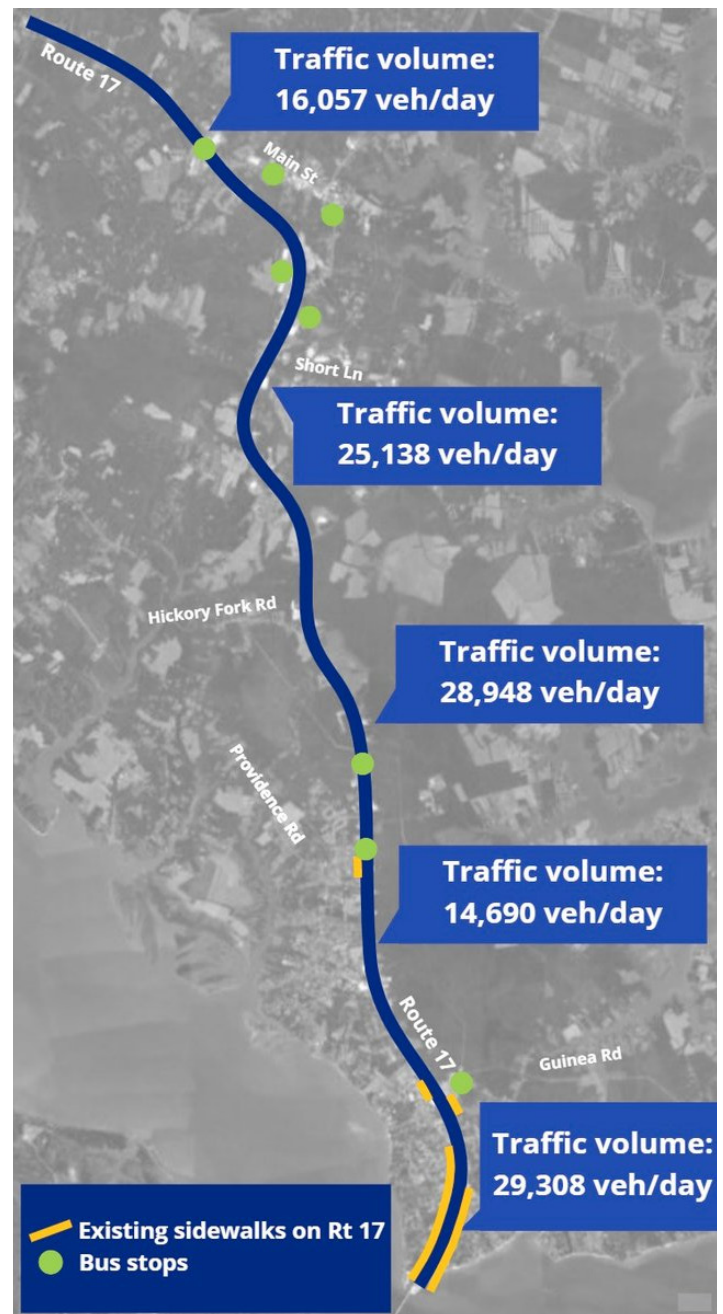 Route 17
Traffic volume:
16,057 veh/day
Main St
Short Ln
Traffic volume:
25,138 veh/day
Hickory Fork Rd
Traffic volume:
28,948 veh/day
Providence Rd
Traffic volume:
14,690 veh/day
Route 17
Guinea Rd
Traffic volume:
29,308 veh/day
Existing sidewalks on Rt 17
Bus stops